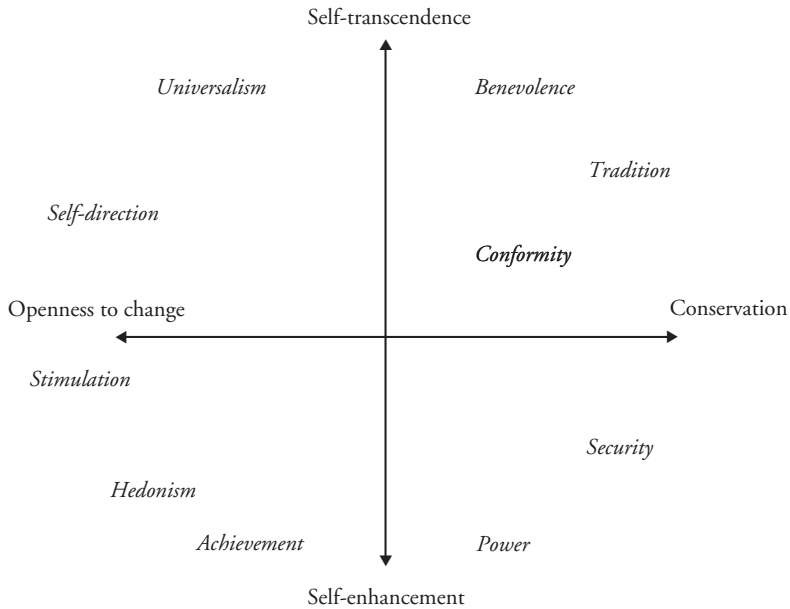 Self-transcendence
Universalism
Benevolence
Tradition
Self-direction
Conformity
Openness to change
Conservation
Stimulation
Security
Hedonism
Achievement
Power
Self-enhancement